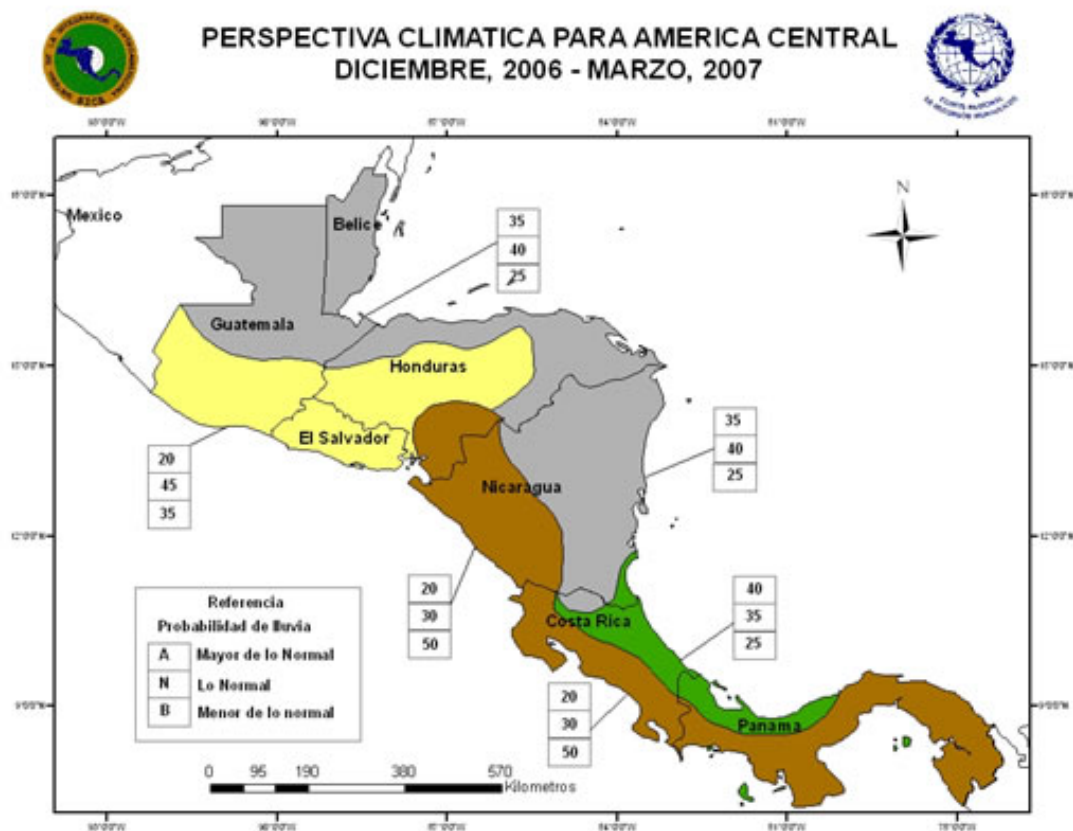 PERSPECTIVA CLIMATICA PARA AMERICA CENTRAL
DICIEMBRE, 2006 - MARZO, 2007
Mexico
Belice
35
40
25
Guatemala
Honduras
El Salvador
20
45
35
Nicaragua
35
40
25
N
20
30
50
Costa Rica
40
35
25
20
30
50
Panama
Referencia
Probabilidad de lluvia
A Mayor de lo Normal
N Lo Normal
B Menor de lo normal
0 95 190 380 570
Kilometros